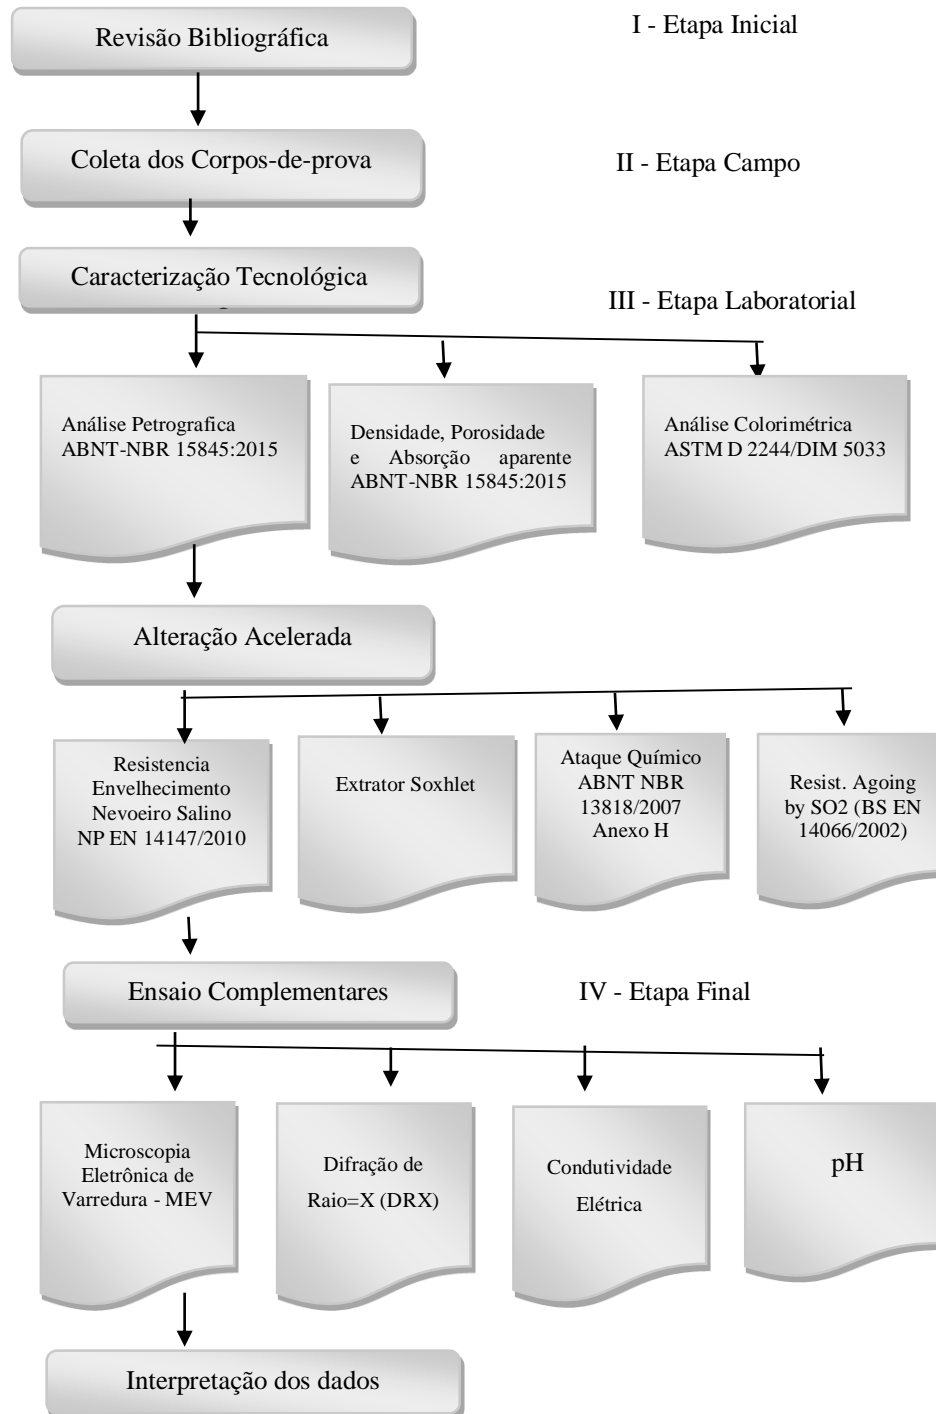 Revisão Bibliográfica
I - Etapa Inicial
Coleta dos Corpos-de-prova
II - Etapa Campo
Caracterização Tecnológica
III - Etapa Laboratorial
Análise Petrografica
ABNT-NBR 15845:2015
Densidade, Porosidade
e Absorção aparente
ABNT-NBR 15845:2015
Análise Colorimétrica
ASTM D 2244/DIM 5033
Alteração Acelerada
Resistencia
Envelhecimento
Nevoeiro Salino
NP EN 14147/2010
Extrator Soxhlet
Ataque Químico
ABNT NBR
13818/2007
Anexo H
Resist. Agoing
by SO2 (BS EN
14066/2002)
Ensaio Complementares
IV - Etapa Final
Microscopia
Eletrônica de
Varredura - MEV
Difração de
Raio=X (DRX)
Condutividade
Elétrica
pH
Interpretação dos dados